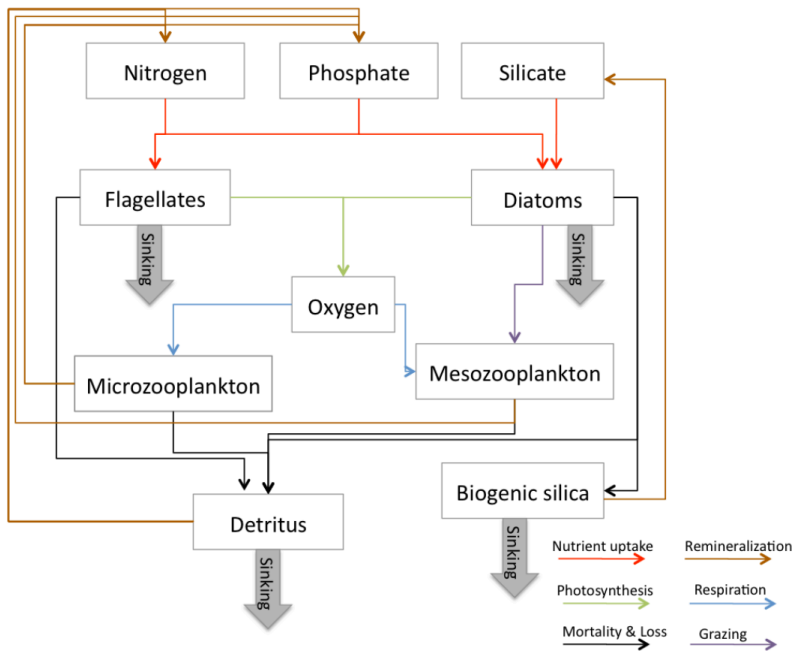 Nitrogen
Phosphate
Silicate
Flagellates
Diatoms
Sinking
Sinking
Oxygen
Microzooplankton
Mesozooplankton
Detritus
Biogenic silica
Sinking
Sinking
Nutrient uptake
Remineralization
Photosynthesis
Respiration
Mortality & Loss
Grazing